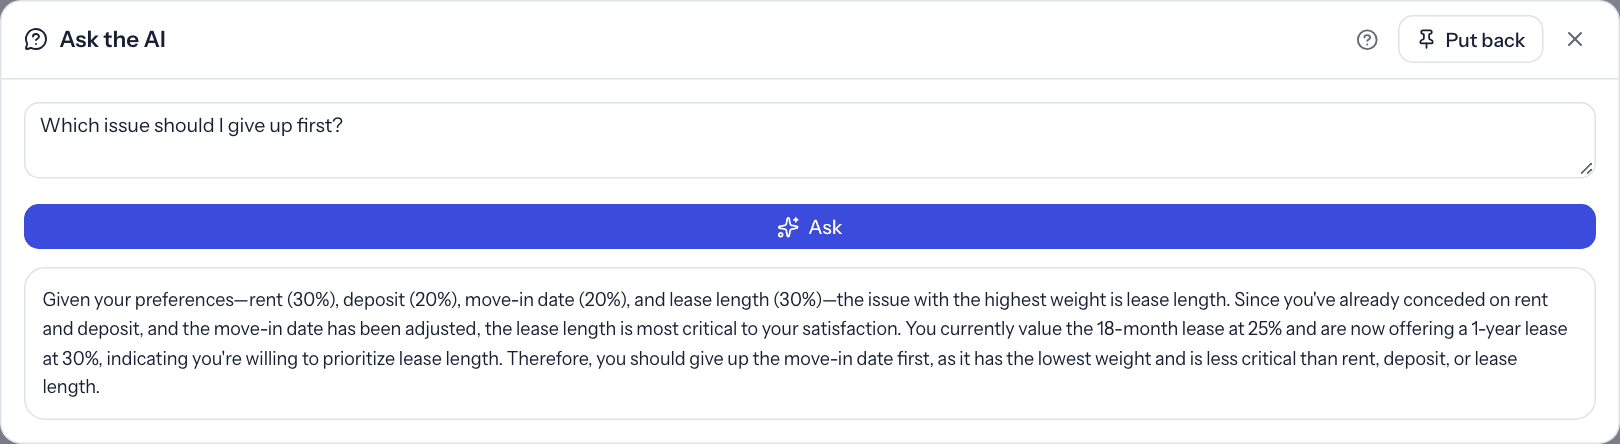 Ask the AI
Put back
Which issue should I give up first?
Ask
Given your preferences—rent (30%), deposit (20%), move-in date (20%), and lease length (30%)—the issue with the highest weight is lease length. Since you've already conceded on rent
and deposit, and the move-in date has been adjusted, the lease length is most critical to your satisfaction. You currently value the 18-month lease at 25% and are now offering a 1-year lease
at 30%, indicating you're willing to prioritize lease length. Therefore, you should give up the move-in date first, as it has the lowest weight and is less critical than rent, deposit, or lease
length.